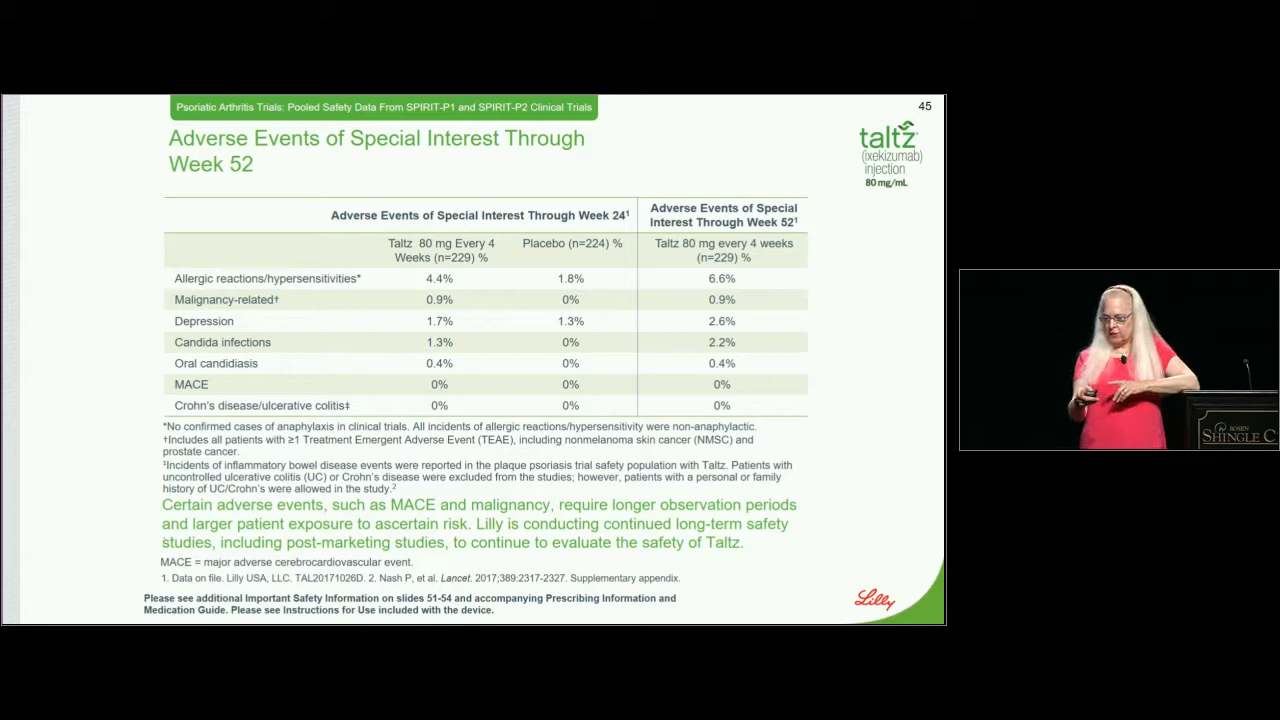 Psoriatic Arthritis Trials: Pooled Safety Data From SPIRIT-P1 and SPIRIT-P2 Clinical Trials
45
Adverse Events of Special Interest Through
Week 52
taltz
(ixekizumab)
injection
80 mg/mL
Adverse Events of Special Interest Through Week 24¹
Adverse Events of Special
Interest Through Week 52¹
Taltz 80 mg Every 4
Weeks (n=229) %
Placebo (n=224) %
Taltz 80 mg every 4 weeks
(n=229) %
Allergic reactions/hypersensitivities* 4.4% 1.8% 6.6%
Malignancy-related† 0.9% 0% 0.9%
Depression 1.7% 1.3% 2.6%
Candida infections 1.3% 0% 2.2%
Oral candidiasis 0.4% 0% 0.4%
MACE 0% 0% 0%
Crohn's disease/ulcerative colitis‡ 0% 0% 0%
*No confirmed cases of anaphylaxis in clinical trials. All incidents of allergic reactions/hypersensitivity were non-anaphylactic.
†Includes all patients with ≥1 Treatment Emergent Adverse Event (TEAE), including nonmelanoma skin cancer (NMSC) and
prostate cancer.
‡Incidents of inflammatory bowel disease events were reported in the plaque psoriasis trial safety population with Taltz. Patients with
uncontrolled ulcerative colitis (UC) or Crohn's disease were excluded from the studies; however, patients with a personal or family
history of UC/Crohn's were allowed in the study.²
Certain adverse events, such as MACE and malignancy, require longer observation periods
and larger patient exposure to ascertain risk. Lilly is conducting continued long-term safety
studies, including post-marketing studies, to continue to evaluate the safety of Taltz.
MACE = major adverse cerebrocardiovascular event.
1. Data on file. Lilly USA, LLC. TAL20171026D. 2. Nash P, et al. Lancet. 2017;389:2317-2327. Supplementary appendix.
Please see additional Important Safety Information on slides 51-54 and accompanying Prescribing Information and
Medication Guide. Please see Instructions for Use included with the device.
Lilly
ROSEN
SHINGLE C